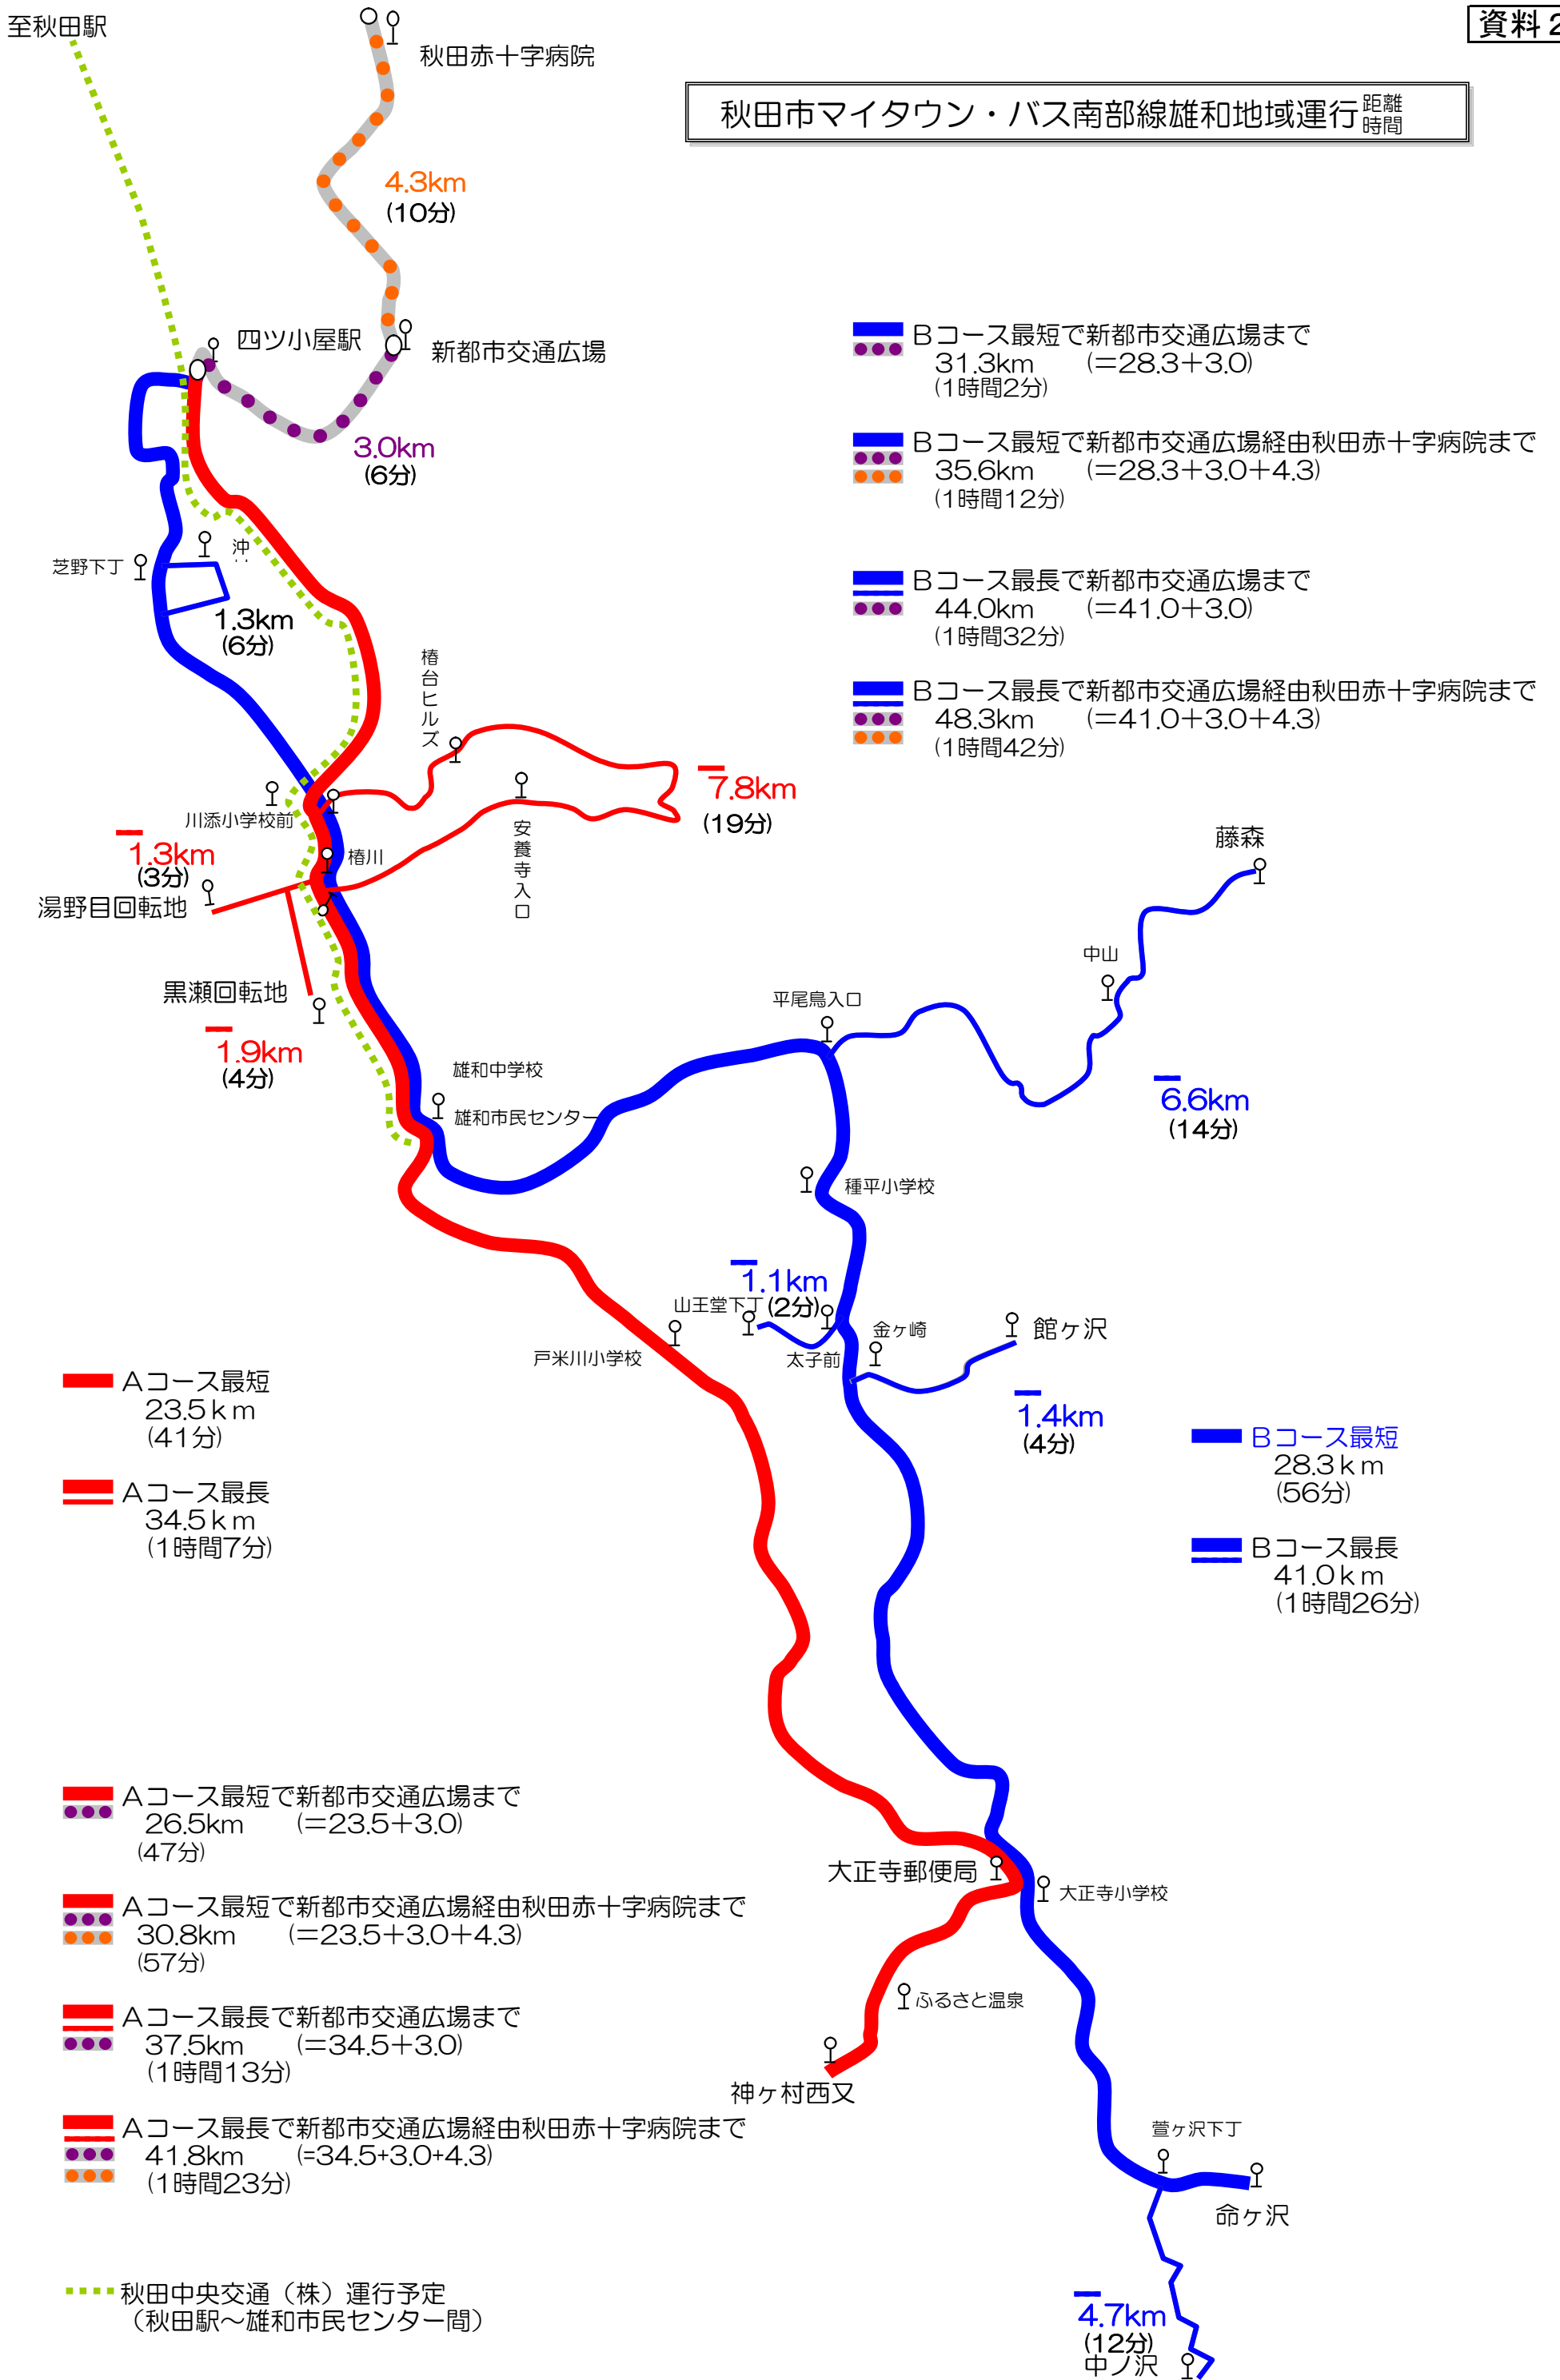 至秋田駅
資料2
秋田赤十字病院
秋田市マイタウン・バス南部線雄和地域運行距離時間
4.3km
(10分)
四ツ小屋駅
新都市交通広場
3.0km
(6分)
Bコース最短で新都市交通広場まで
31.3km (=28.3+3.0)
(1時間2分)
Bコース最短で新都市交通広場経由秋田赤十字病院まで
35.6km (=28.3+3.0+4.3)
(1時間12分)
Bコース最長で新都市交通広場まで
44.0km (=41.0+3.0)
(1時間32分)
Bコース最長で新都市交通広場経由秋田赤十字病院まで
48.3km (=41.0+3.0+4.3)
(1時間42分)
芝野下丁
沖
1.3km
(6分)
椿台ヒルズ
7.8km
(19分)
川添小学校前
1.3km
(3分)
椿川
安養寺入口
湯野目回転地
黒瀬回転地
1.9km
(4分)
藤森
中山
平尾鳥入口
6.6km
(14分)
雄和中学校
雄和市民センター
種平小学校
1.1km
(2分)
山王堂下丁
太子前
金ヶ崎
館ヶ沢
1.4km
(4分)
戸米川小学校
Aコース最短
23.5km
(41分)
Aコース最長
34.5km
(1時間7分)
Bコース最短
28.3km
(56分)
Bコース最長
41.0km
(1時間26分)
Aコース最短で新都市交通広場まで
26.5km (=23.5+3.0)
(47分)
Aコース最短で新都市交通広場経由秋田赤十字病院まで
30.8km (=23.5+3.0+4.3)
(57分)
Aコース最長で新都市交通広場まで
37.5km (=34.5+3.0)
(1時間13分)
Aコース最長で新都市交通広場経由秋田赤十字病院まで
41.8km (=34.5+3.0+4.3)
(1時間23分)
大正寺郵便局
大正寺小学校
ふるさと温泉
神ヶ村西又
萱ヶ沢下丁
命ヶ沢
4.7km
(12分)
中ノ沢
秋田中央交通（株）運行予定
（秋田駅～雄和市民センター間）